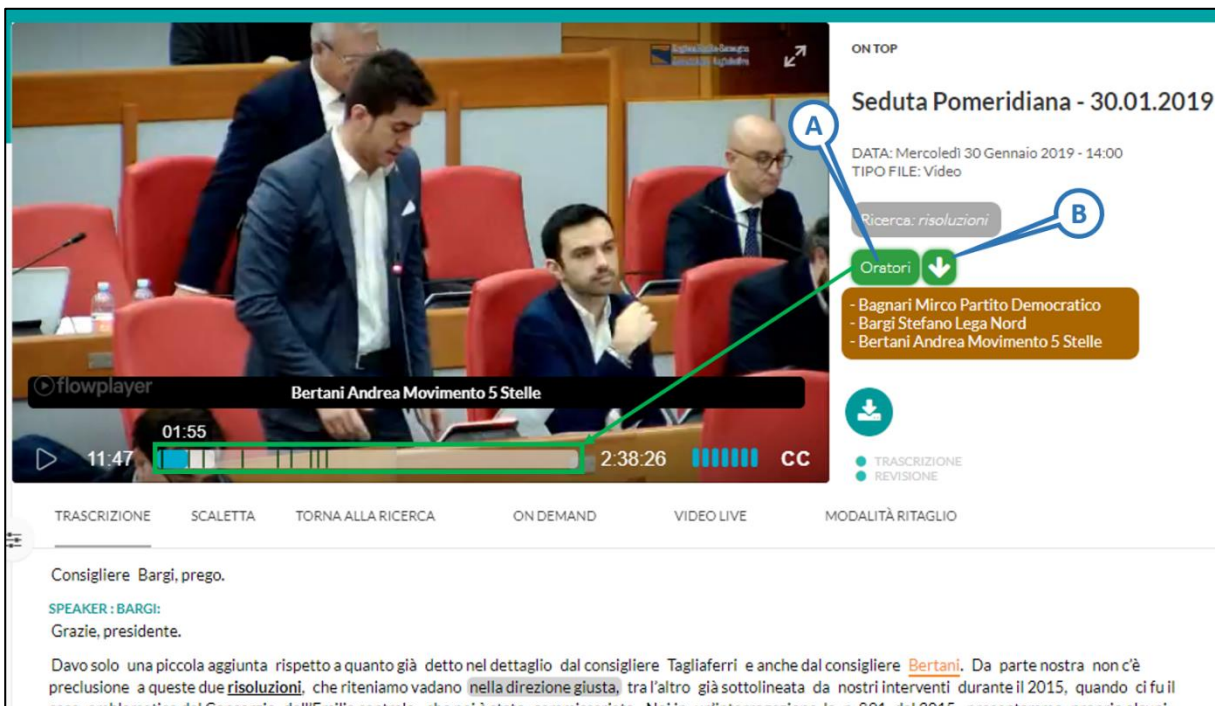 ON TOP
Seduta Pomeridiana - 30.01.2019
A
DATA: Mercoledì 30 Gennaio 2019 - 14:00
TIPO FILE: Video
Ricerca: risoluzioni
B
Oratori
- Bagnari Mirco Partito Democratico
- Bargi Stefano Lega Nord
- Bertani Andrea Movimento 5 Stelle
flowplayer
Bertani Andrea Movimento 5 Stelle
01:55
11:47
2:38:26
CC
TRASCRIZIONE
REVISIONE
TRASCRIZIONE SCALETTA TORNA ALLA RICERCA ON DEMAND VIDEO LIVE MODALITÀ RITAGLIO
Consigliere Bargi, prego.
SPEAKER : BARGI:
Grazie, presidente.
Davo solo una piccola aggiunta rispetto a quanto già detto nel dettaglio dal consigliere Tagliaferri e anche dal consigliere Bertani. Da parte nostra non c'è
preclusione a queste due risoluzioni, che riteniamo vadano nella direzione giusta, tra l'altro già sottolineata da nostri interventi durante il 2015, quando ci fu il